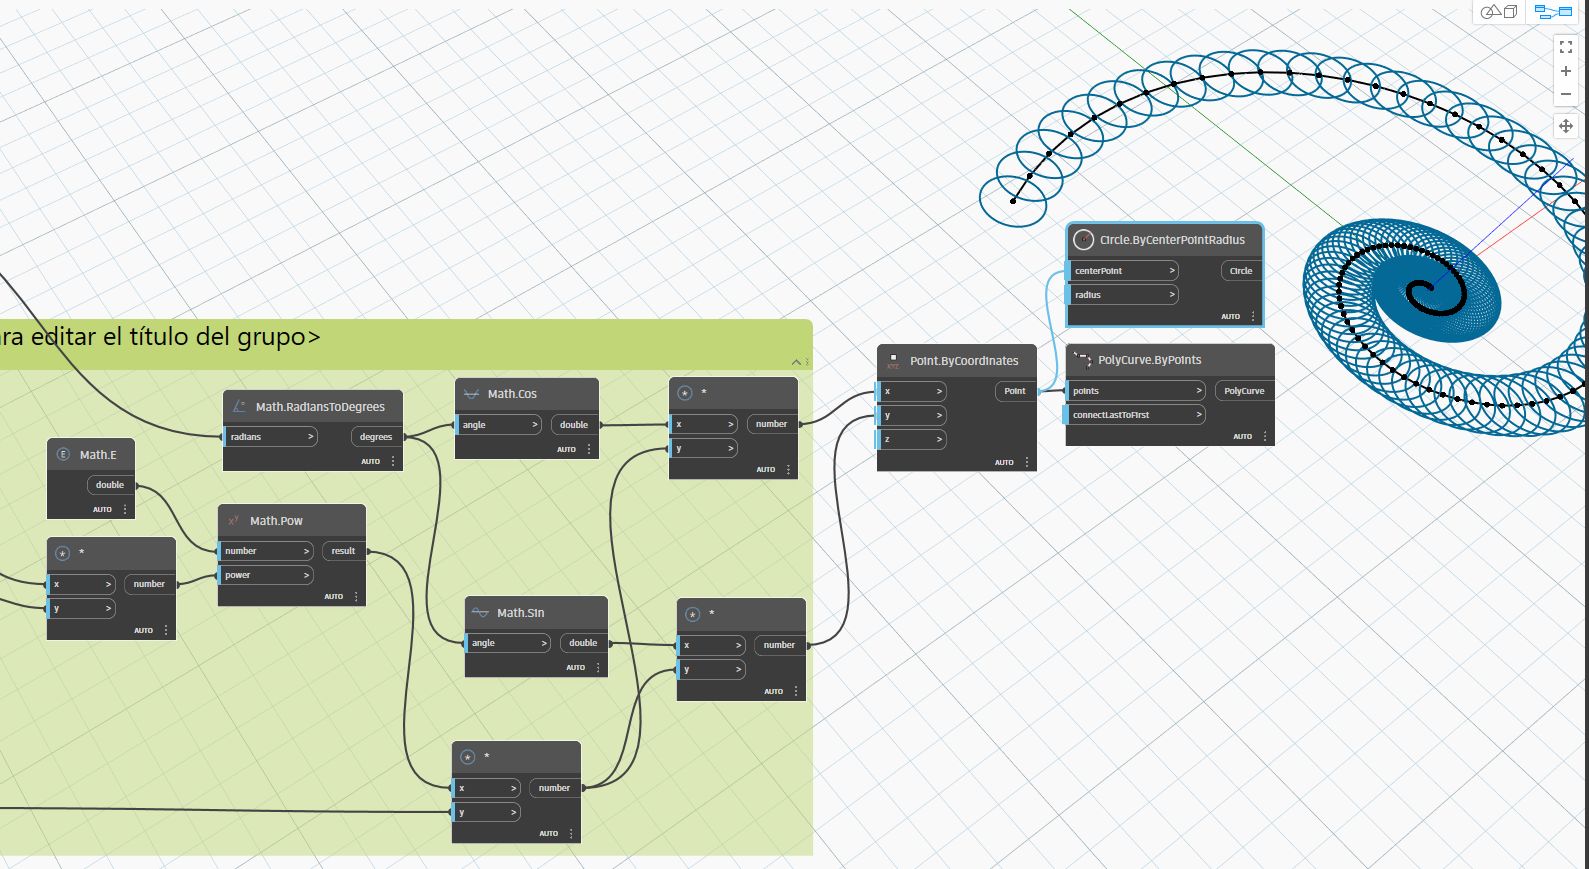 ra editar el título del grupo>
Math.E
double
AUTO
*
x >
number
y >
AUTO
Math.RadiansToDegrees
radians >
degrees
AUTO
Math.Pow
number >
result
power >
AUTO
Math.Cos
angle >
double
AUTO
Math.Sin
angle >
double
AUTO
*
x >
number
y >
AUTO
*
x >
number
y >
AUTO
*
x >
number
y >
AUTO
Point.ByCoordinates
x >
Point
y >
z >
AUTO
Circle.ByCenterPointRadius
centerPoint >
Circle
radius >
AUTO
PolyCurve.ByPoints
points >
PolyCurve
connectLastToFirst >
AUTO